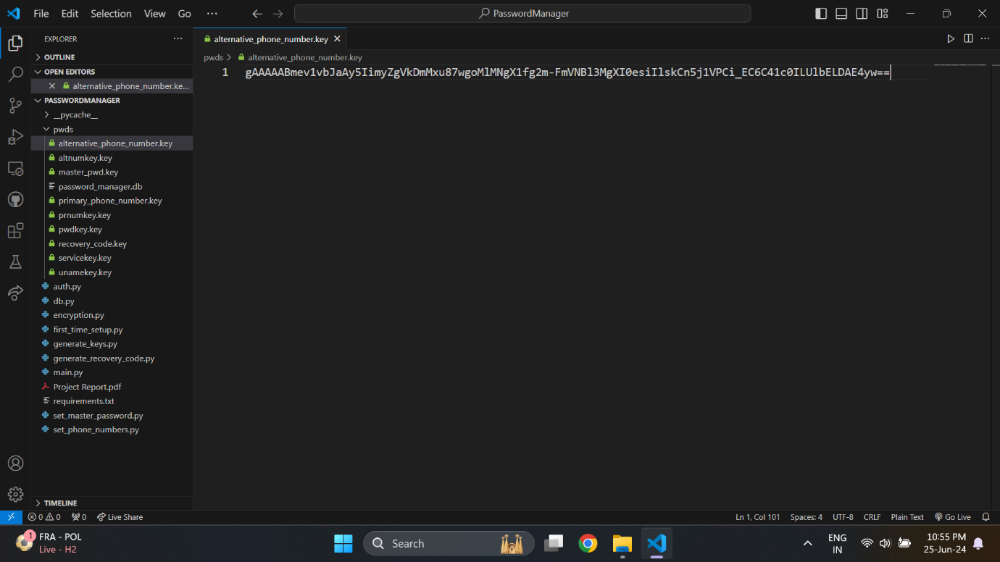 File Edit Selection View Go ... PasswordManager
EXPLORER ...
OUTLINE
OPEN EDITORS
alternative_phone_number.ke...
PASSWORDMANAGER
__pycache__
pwds
alternative_phone_number.key
altnumkey.key
master_pwd.key
password_manager.db
primary_phone_number.key
prnumkey.key
pwdkey.key
recovery_code.key
servicekey.key
unamekey.key
auth.py
db.py
encryption.py
first_time_setup.py
generate_keys.py
generate_recovery_code.py
main.py
Project Report.pdf
requirements.txt
set_master_password.py
set_phone_numbers.py
TIMELINE
alternative_phone_number.key
pwds > alternative_phone_number.key
1 gAAAAABmev1vbJaAy5IimyZgVkDmMxu87wgoMlMNgX1fg2m-FmVNBl3MgXI0esiIlskCn5j1VPCi_EC6C41c0ILUlbELDAE4yw==
0 0 0 Live Share Ln 1, Col 101 Spaces: 4 UTF-8 CRLF Plain Text Go Live
1 FRA - POL
Live - H2
Search
ENG
IN
10:55 PM
25-Jun-24